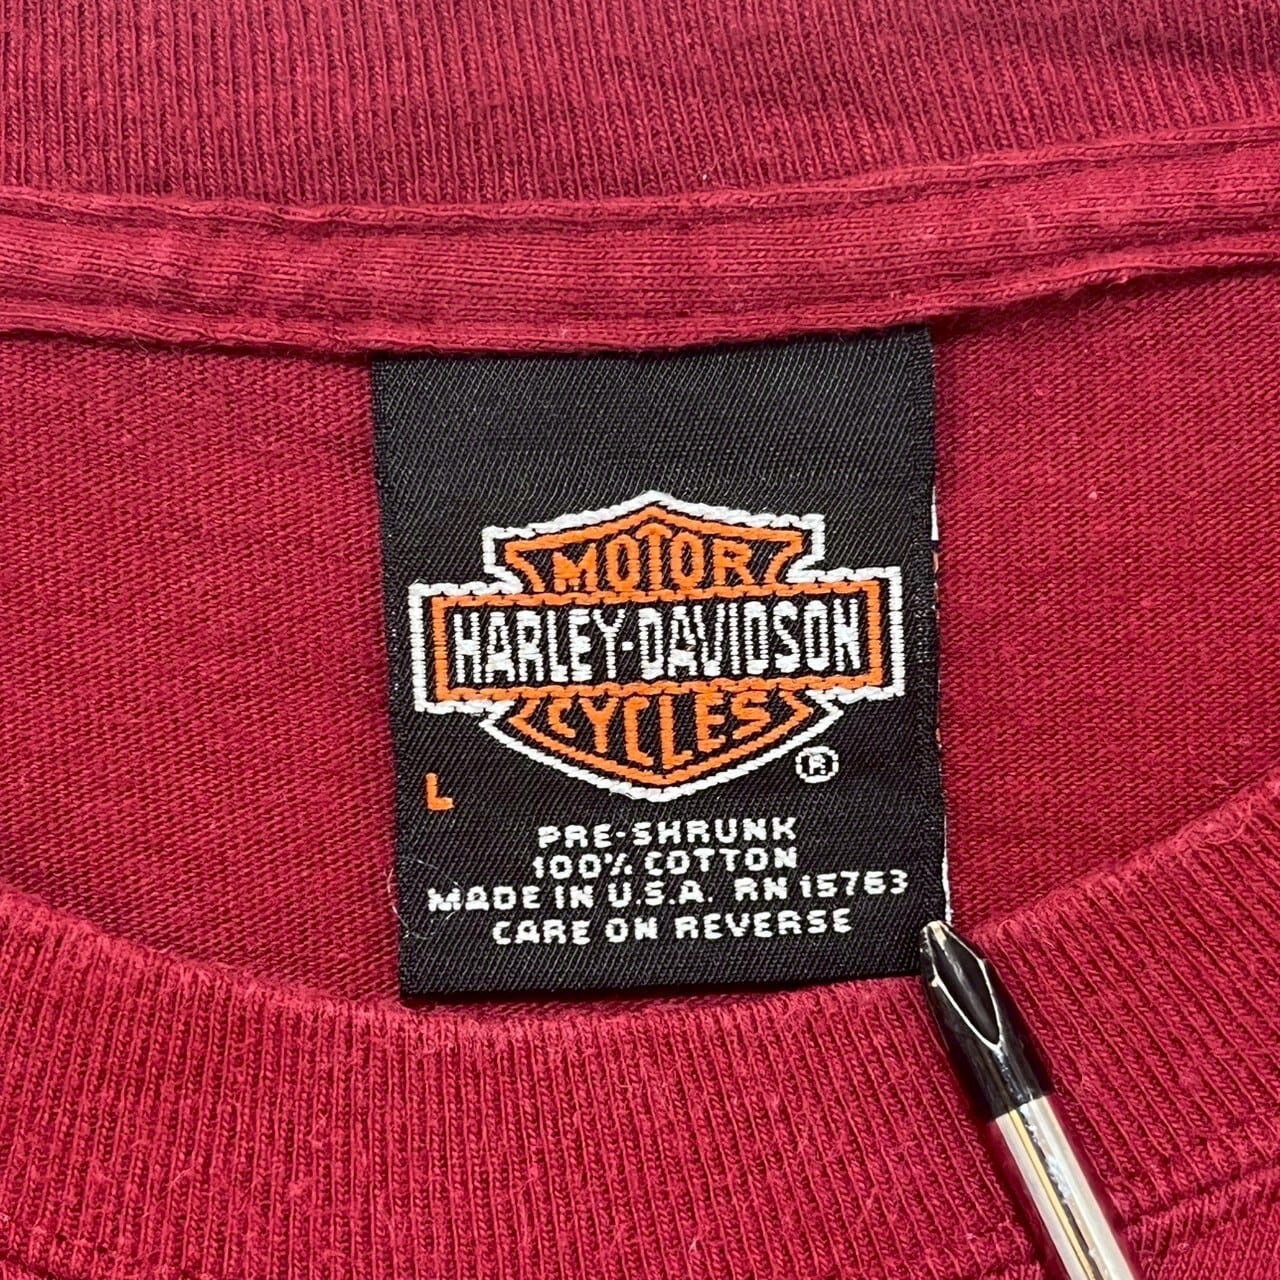 MOTOR
HARLEY-DAVIDSON
CYCLES
®
L
PRE-SHRUNK
100% COTTON
MADE IN U.S.A. RN 15763
CARE ON REVERSE